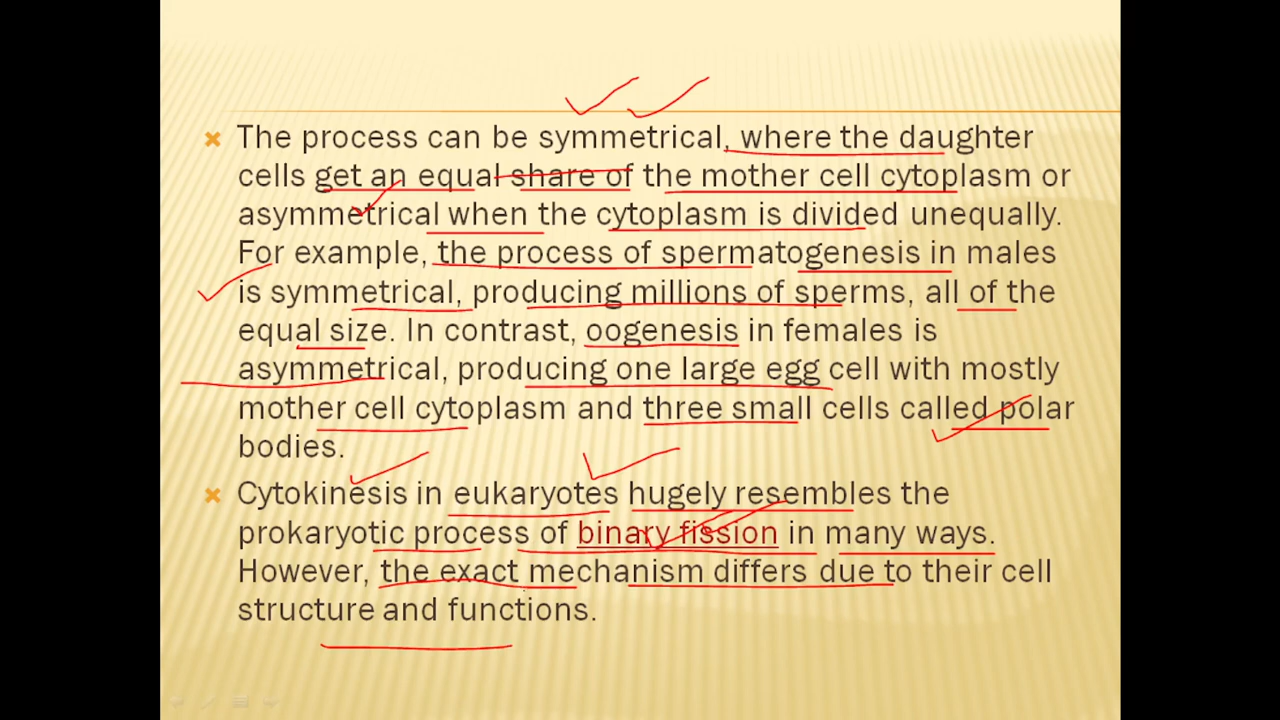 The process can be symmetrical, where the daughter
cells get an equal share of the mother cell cytoplasm or
asymmetrical when the cytoplasm is divided unequally.
For example, the process of spermatogenesis in males
is symmetrical, producing millions of sperms, all of the
equal size. In contrast, oogenesis in females is
asymmetrical, producing one large egg cell with mostly
mother cell cytoplasm and three small cells called polar
bodies.
Cytokinesis in eukaryotes hugely resembles the
prokaryotic process of binary fission in many ways.
However, the exact mechanism differs due to their cell
structure and functions.